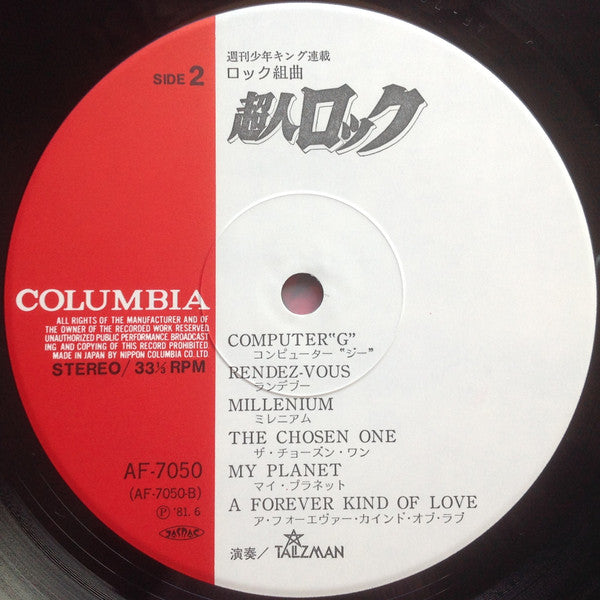 SIDE 2
週刊少年キング連載
ロック組曲
超人ロック
COLUMBIA
ALL RIGHTS OF THE MANUFACTURER AND OF
THE OWNER OF THE RECORDED WORK RESERVED
UNAUTHORIZED PUBLIC PERFORMANCE, BROADCAST
ING AND COPYING OF THIS RECORD PROHIBITED.
MADE IN JAPAN BY NIPPON COLUMBIA CO. LTD.
STEREO/33⅓ RPM
COMPUTER“G”
コンピューター “ジー”
RENDEZ-VOUS
ランデブー
MILLENIUM
ミレニアム
THE CHOSEN ONE
ザ・チョーズン・ワン
MY PLANET
マイ・プラネット
A FOREVER KIND OF LOVE
ア・フォーエヴァー・カインド・オブ・ラブ
AF-7050
(AF-7050-B)
Ⓟ '81. 6
JASRAC
演奏/ TALIZMAN